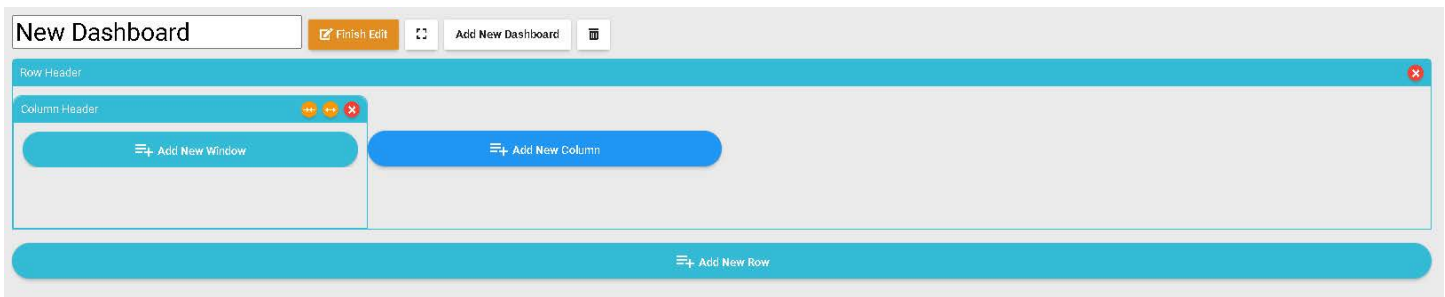 New Dashboard Finish Edit Add New Dashboard
Row Header
Column Header
Add New Window Add New Column
Add New Row